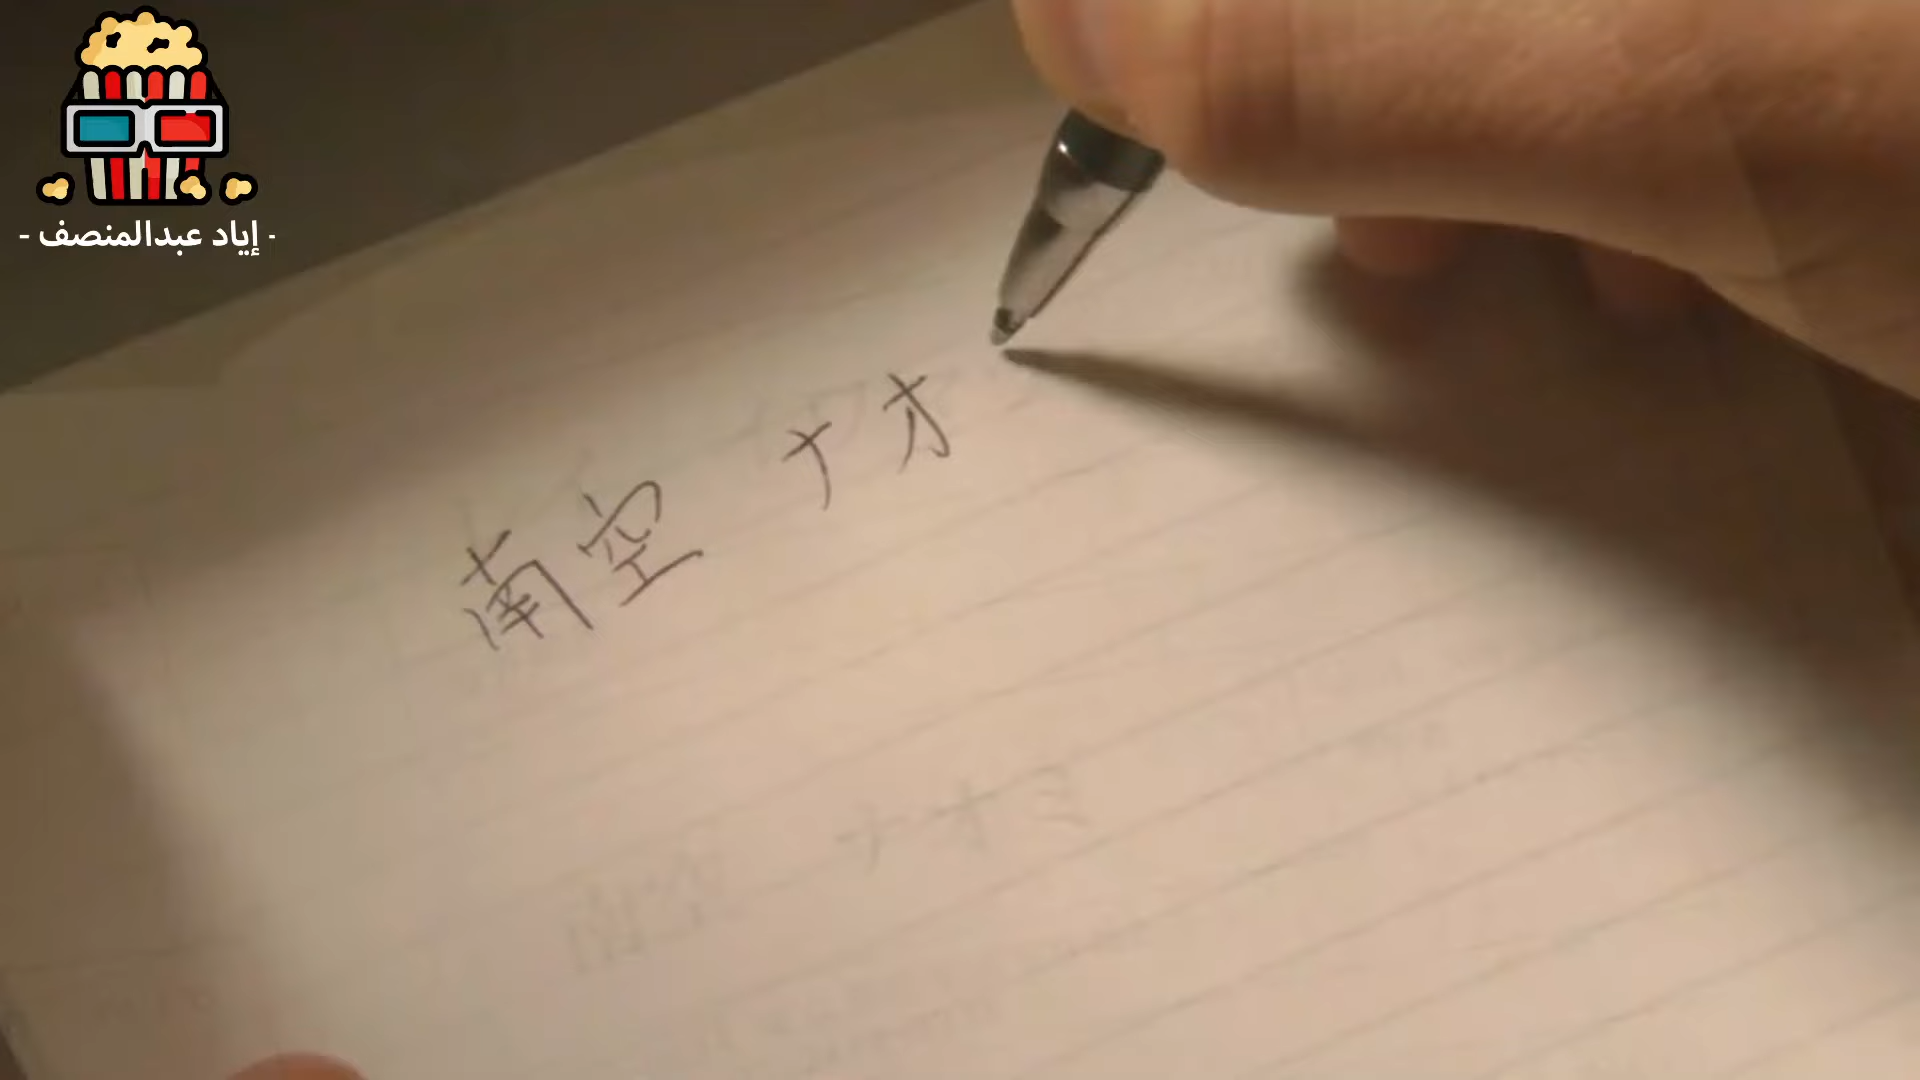 - إياد عبدالمنصف -
南空 ナオ
ナオミ